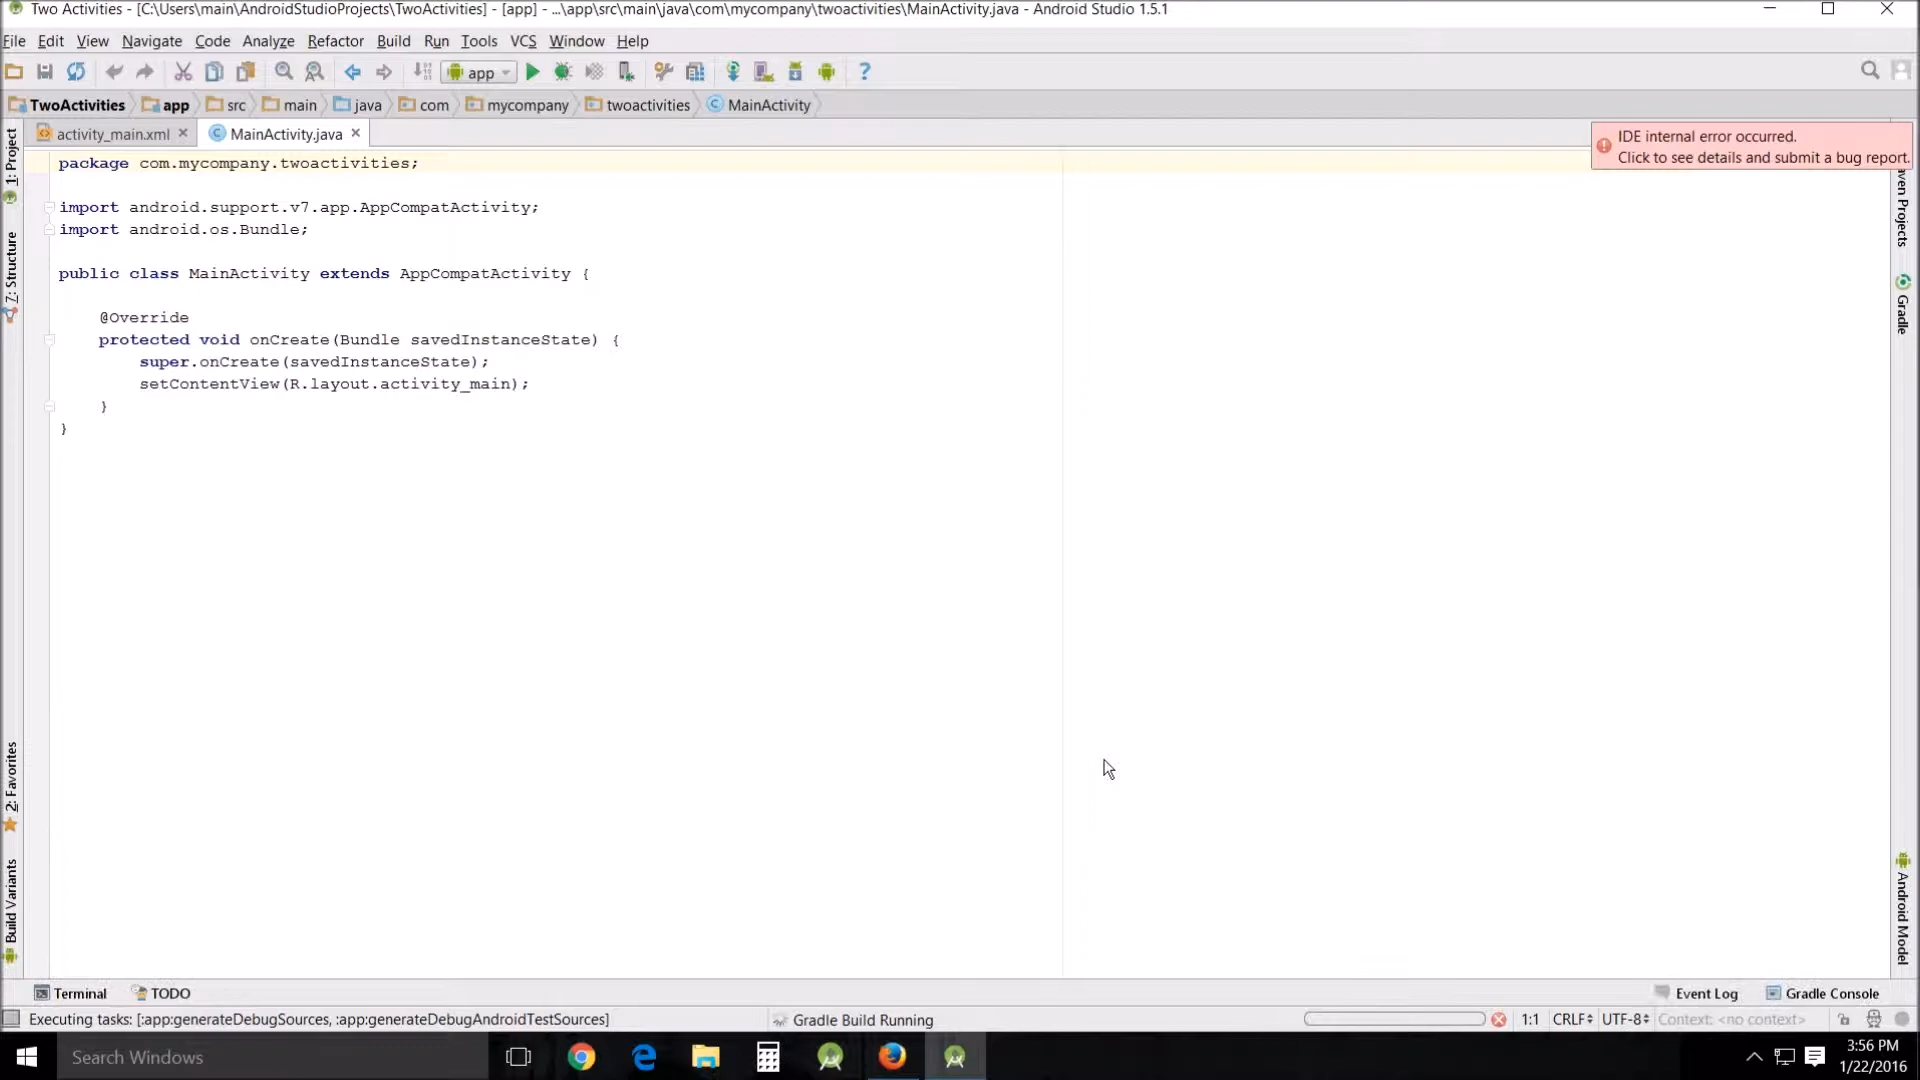 Two Activities - [C:\Users\main\AndroidStudioProjects\TwoActivities] - [app] - ...\app\src\main\java\com\mycompany\twoactivities\MainActivity.java - Android Studio 1.5.1
File Edit View Navigate Code Analyze Refactor Build Run Tools VCS Window Help
app
TwoActivities app src main java com mycompany twoactivities MainActivity
activity_main.xml MainActivity.java
IDE internal error occurred.
Click to see details and submit a bug report.
1: Project
7: Structure
2: Favorites
Build Variants
package com.mycompany.twoactivities;
import android.support.v7.app.AppCompatActivity;
import android.os.Bundle;
public class MainActivity extends AppCompatActivity {
@Override
protected void onCreate(Bundle savedInstanceState) {
super.onCreate(savedInstanceState);
setContentView(R.layout.activity_main);
}
}
Projects
Gradle
Android Model
Terminal TODO Event Log Gradle Console
Executing tasks: [:app:generateDebugSources, :app:generateDebugAndroidTestSources] Gradle Build Running 1:1 CRLF UTF-8 Context: <no context>
Search Windows
3:56 PM
1/22/2016